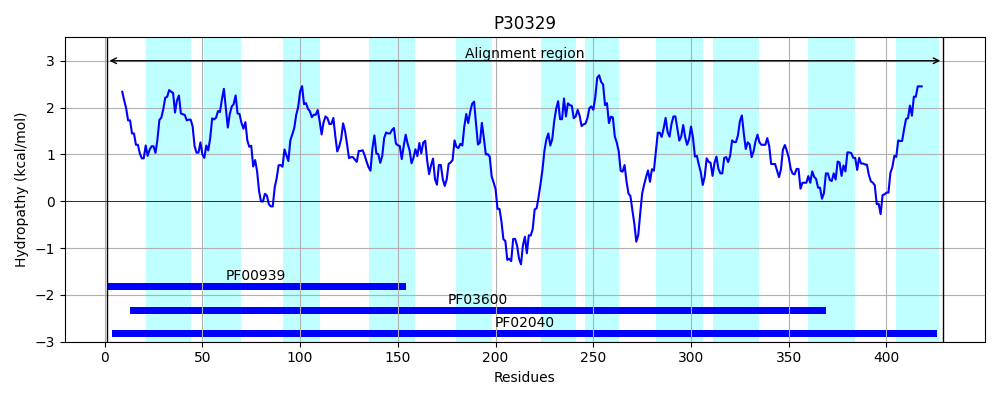 P30329
Alignment region
Hydropathy (kcal/mol)
3
2
1
0
−1
−2
−3
PF00939
PF03600
PF02040
0 50 100 150 200 250 300 350 400
Residues